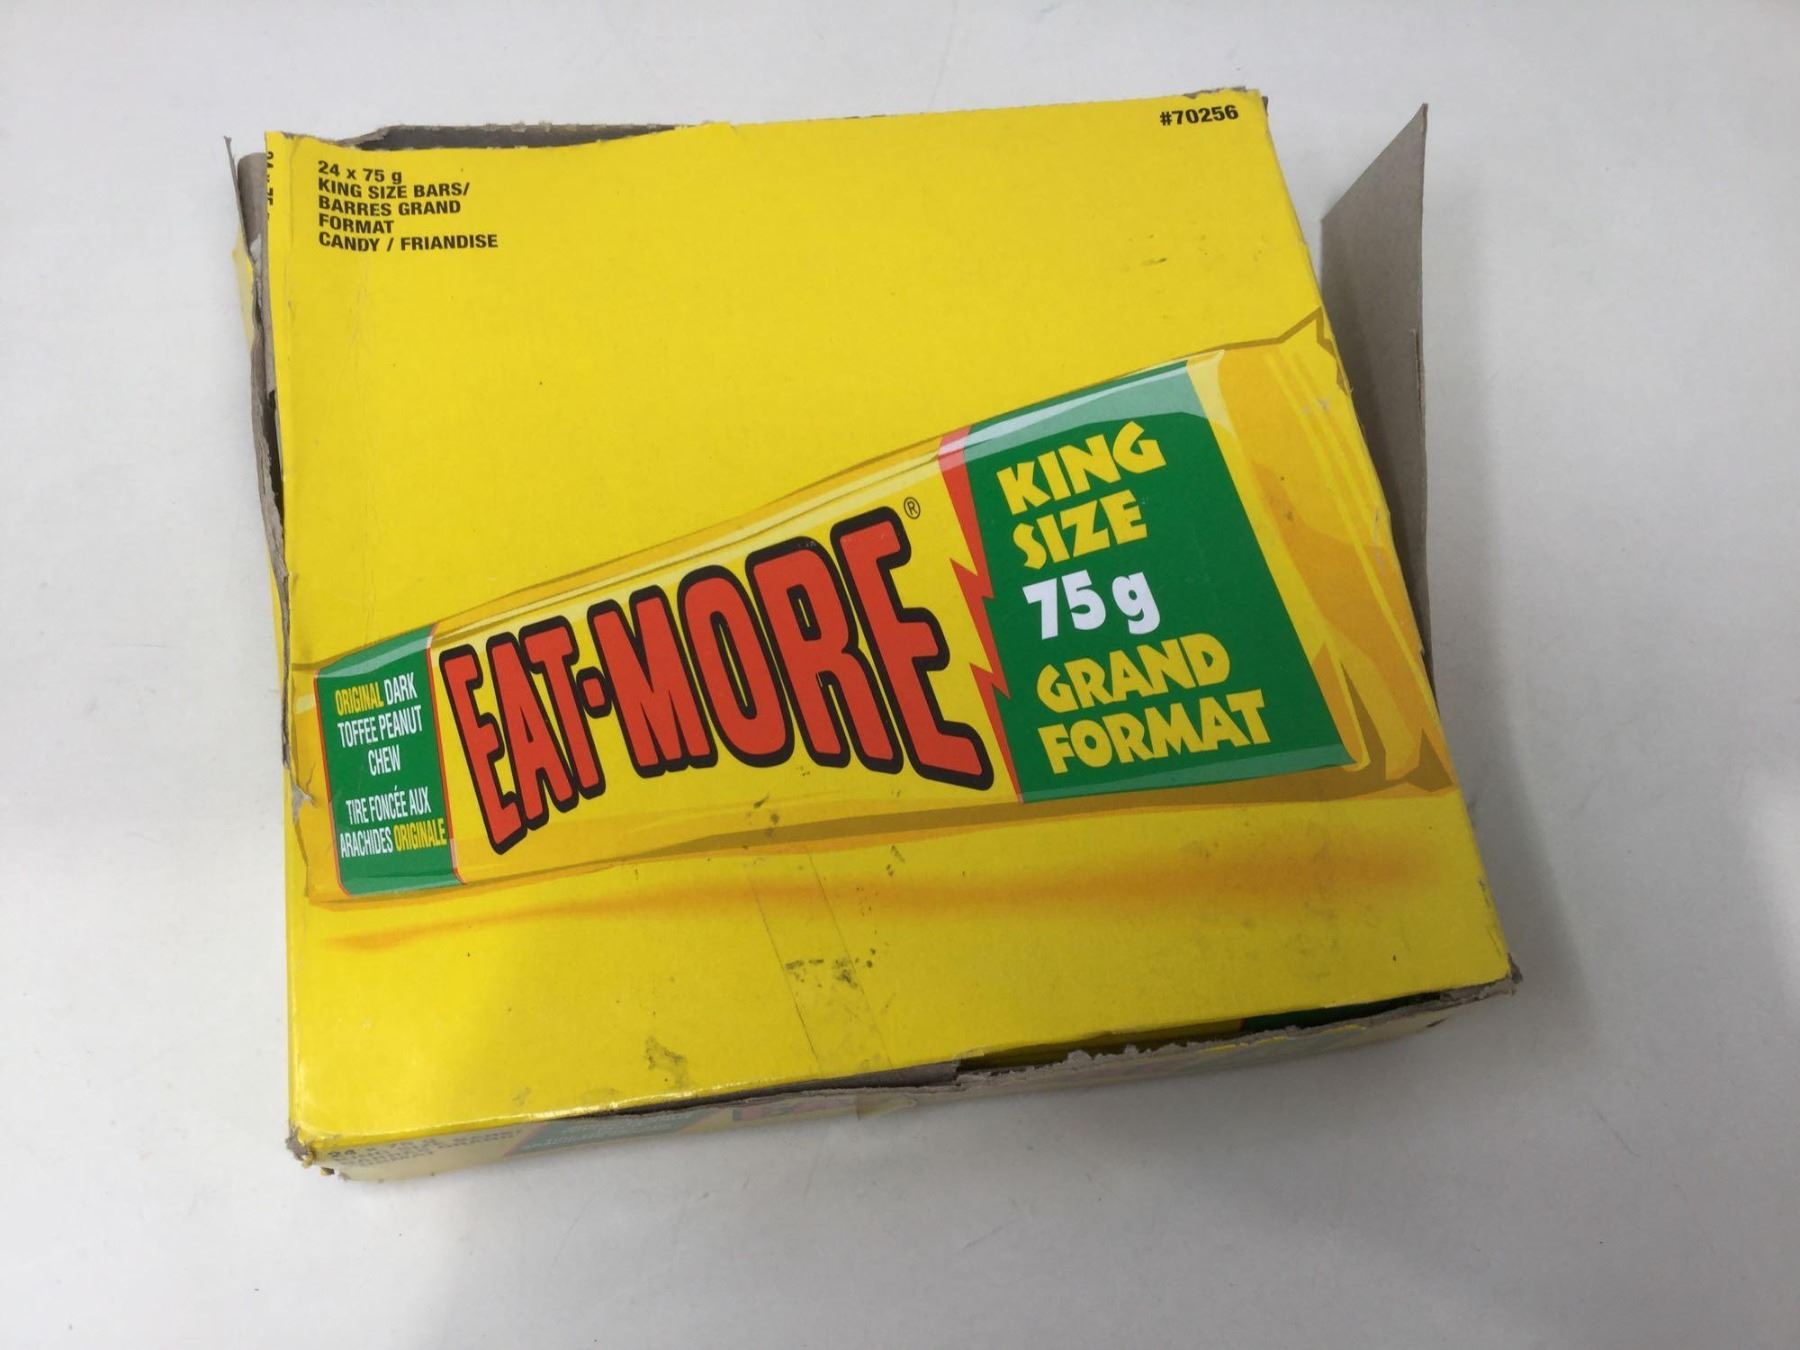 #70256
24 x 75 g
KING SIZE BARS/
BARRES GRAND
FORMAT
CANDY / FRIANDISE
ORIGINAL DARK
TOFFEE PEANUT
CHEW
TIRE FONCÉE AUX
ARACHIDES ORIGINALE
EAT-MORE®
KING
SIZE
75 g
GRAND
FORMAT